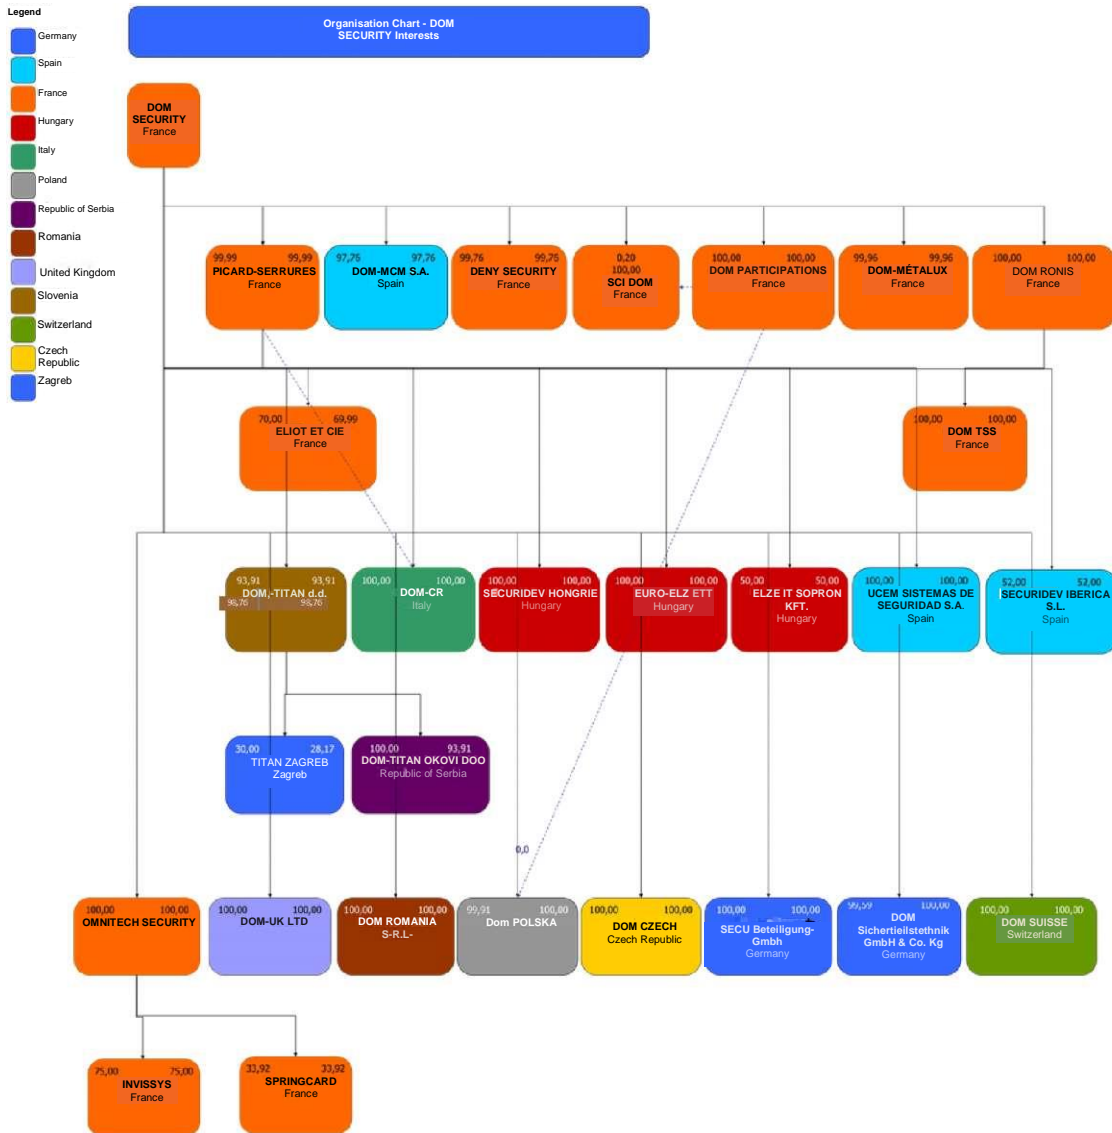 Legend
Germany
Spain
France
Hungary
Italy
Poland
Republic of Serbia
Romania
United Kingdom
Slovenia
Switzerland
Czech
Republic
Zagreb
Organisation Chart - DOM
SECURITY Interests
DOM
SECURITY
France
99,99 99,99
PICARD-SERRURES
France
97,76 97,76
DOM-MCM S.A.
Spain
99,76 99,75
DENY SECURITY
France
0,20
100,00
SCI DOM
France
100,00 100,00
DOM PARTICIPATIONS
France
99,96 99,96
DOM-MÉTALUX
France
100,00 100,00
DOM RONIS
France
70,00 69,99
ELIOT ET CIE
France
100,00 100,00
DOM TSS
France
93,91 93,91
DOM,-TITAN d.d.
98,76 98,76
100,00 100,00
DOM-CR
Italy
100,00 100,00
SECURIDEV HONGRIE
Hungary
100,00 100,00
EURO-ELZ ETT
Hungary
50,00 50,00
ELZE IT SOPRON
KFT.
Hungary
100,00 100,00
UCEM SISTEMAS DE
SEGURIDAD S.A.
Spain
52,00 52,00
SECURIDEV IBERICA
S.L.
Spain
30,00 28,17
TITAN ZAGREB
Zagreb
100,00 93,91
DOM-TITAN OKOVI DOO
Republic of Serbia
0,0
100,00 100,00
OMNITECH SECURITY
100,00 100,00
DOM-UK LTD
100,00 100,00
DOM ROMANIA
S-R.L-
99,91 100,00
Dom POLSKA
100,00 100,00
DOM CZECH
Czech Republic
100,00 100,00
SECU Beteiligung-
Gmbh
Germany
99,59 100,00
DOM
Sichertieilstethnik
GmbH & Co. Kg
Germany
100,00 100,00
DOM SUISSE
Switzerland
75,00 75,00
INVISSYS
France
33,92 33,92
SPRINGCARD
France